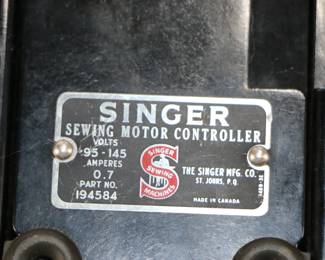 SINGER
SEWING MOTOR CONTROLLER
VOLTS
95-145
AMPERES
0.7
PART NO.
194584
SINGER
SEWING
MACHINES
THE SINGER MFG. CO.
ST. JOHNS, P.Q.
MADE IN CANADA